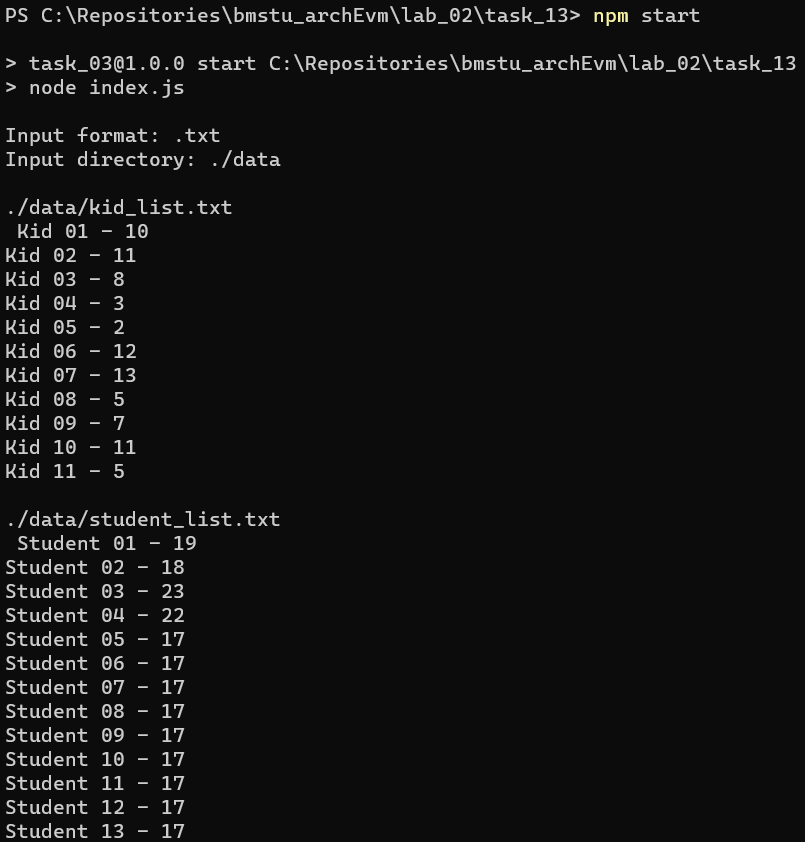 PS C:\Repositories\bmstu_archEvm\lab_02\task_13> npm start
> task_03@1.0.0 start C:\Repositories\bmstu_archEvm\lab_02\task_13
> node index.js
Input format: .txt
Input directory: ./data
./data/kid_list.txt
Kid 01 - 10
Kid 02 - 11
Kid 03 - 8
Kid 04 - 3
Kid 05 - 2
Kid 06 - 12
Kid 07 - 13
Kid 08 - 5
Kid 09 - 7
Kid 10 - 11
Kid 11 - 5
./data/student_list.txt
Student 01 - 19
Student 02 - 18
Student 03 - 23
Student 04 - 22
Student 05 - 17
Student 06 - 17
Student 07 - 17
Student 08 - 17
Student 09 - 17
Student 10 - 17
Student 11 - 17
Student 12 - 17
Student 13 - 17